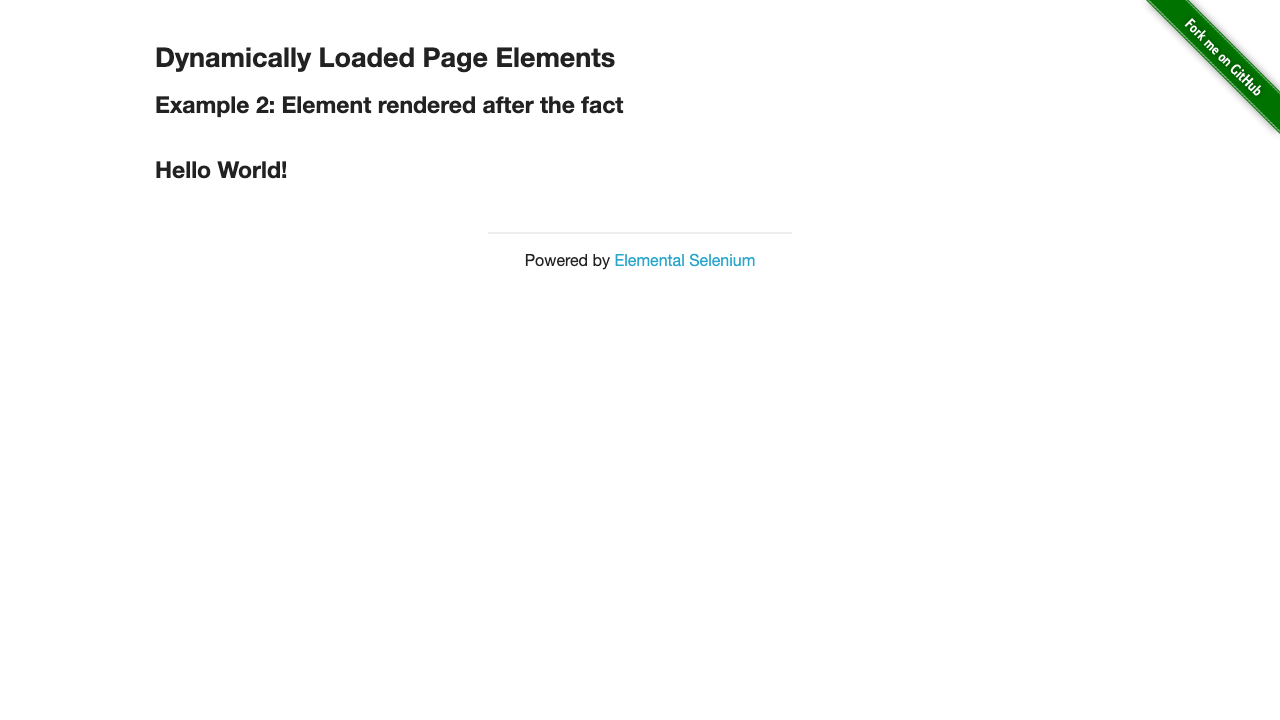 Fork me on GitHub
Dynamically Loaded Page Elements
Example 2: Element rendered after the fact
Hello World!
Powered by Elemental Selenium